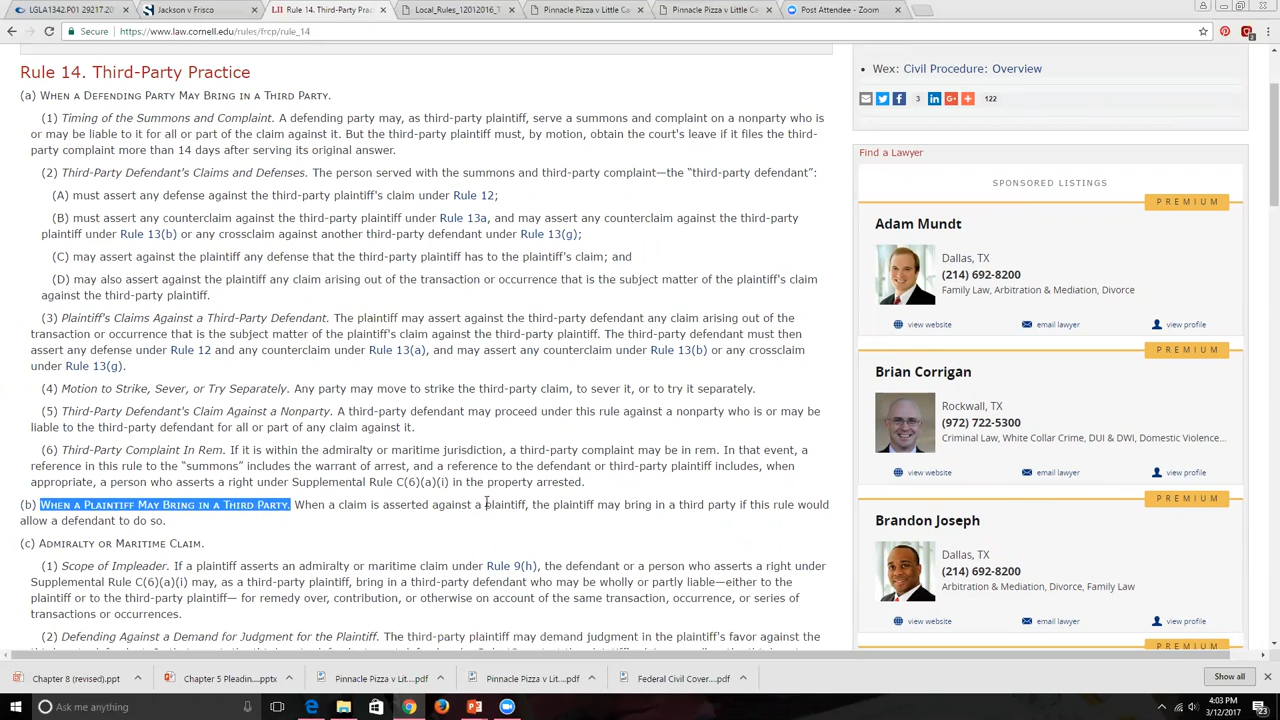 LGLA1342.P01 29217.20
Jackson v Frisco
Rule 14. Third-Party Prac
Local_Rules_12012016_T
Pinnacle Pizza v Little Ca
Pinnacle Pizza v Little Ca
Post Attendee - Zoom
Secure https://www.law.cornell.edu/rules/frcp/rule_14
Rule 14. Third-Party Practice
(a) When a Defending Party May Bring in a Third Party.
(1) Timing of the Summons and Complaint. A defending party may, as third-party plaintiff, serve a summons and complaint on a nonparty who is
or may be liable to it for all or part of the claim against it. But the third-party plaintiff must, by motion, obtain the court's leave if it files the third-
party complaint more than 14 days after serving its original answer.
(2) Third-Party Defendant's Claims and Defenses. The person served with the summons and third-party complaint—the “third-party defendant”:
(A) must assert any defense against the third-party plaintiff's claim under Rule 12;
(B) must assert any counterclaim against the third-party plaintiff under Rule 13a, and may assert any counterclaim against the third-party
plaintiff under Rule 13(b) or any crossclaim against another third-party defendant under Rule 13(g);
(C) may assert against the plaintiff any defense that the third-party plaintiff has to the plaintiff's claim; and
(D) may also assert against the plaintiff any claim arising out of the transaction or occurrence that is the subject matter of the plaintiff's claim
against the third-party plaintiff.
(3) Plaintiff's Claims Against a Third-Party Defendant. The plaintiff may assert against the third-party defendant any claim arising out of the
transaction or occurrence that is the subject matter of the plaintiff's claim against the third-party plaintiff. The third-party defendant must then
assert any defense under Rule 12 and any counterclaim under Rule 13(a), and may assert any counterclaim under Rule 13(b) or any crossclaim
under Rule 13(g).
(4) Motion to Strike, Sever, or Try Separately. Any party may move to strike the third-party claim, to sever it, or to try it separately.
(5) Third-Party Defendant's Claim Against a Nonparty. A third-party defendant may proceed under this rule against a nonparty who is or may be
liable to the third-party defendant for all or part of any claim against it.
(6) Third-Party Complaint In Rem. If it is within the admiralty or maritime jurisdiction, a third-party complaint may be in rem. In that event, a
reference in this rule to the “summons” includes the warrant of arrest, and a reference to the defendant or third-party plaintiff includes, when
appropriate, a person who asserts a right under Supplemental Rule C(6)(a)(i) in the property arrested.
(b) When a Plaintiff May Bring in a Third Party. When a claim is asserted against a plaintiff, the plaintiff may bring in a third party if this rule would
allow a defendant to do so.
(c) Admiralty or Maritime Claim.
(1) Scope of Impleader. If a plaintiff asserts an admiralty or maritime claim under Rule 9(h), the defendant or a person who asserts a right under
Supplemental Rule C(6)(a)(i) may, as a third-party plaintiff, bring in a third-party defendant who may be wholly or partly liable—either to the
plaintiff or to the third-party plaintiff— for remedy over, contribution, or otherwise on account of the same transaction, occurrence, or series of
transactions or occurrences.
(2) Defending Against a Demand for Judgment for the Plaintiff. The third-party plaintiff may demand judgment in the plaintiff's favor against the
Wex: Civil Procedure: Overview
3
122
Find a Lawyer
SPONSORED LISTINGS
PREMIUM
Adam Mundt
Dallas, TX
(214) 692-8200
Family Law, Arbitration & Mediation, Divorce
view website email lawyer view profile
PREMIUM
Brian Corrigan
Rockwall, TX
(972) 722-5300
Criminal Law, White Collar Crime, DUI & DWI, Domestic Violence...
view website email lawyer view profile
PREMIUM
Brandon Joseph
Dallas, TX
(214) 692-8200
Arbitration & Mediation, Divorce, Family Law
view website email lawyer view profile
PREMIUM
Chapter 8 (revised).ppt
Chapter 5 Pleadin....pptx
Pinnacle Pizza v Lit....pdf
Pinnacle Pizza v Lit....pdf
Federal Civil Cover....pdf
Show all
Ask me anything
4:03 PM
3/12/2017
23